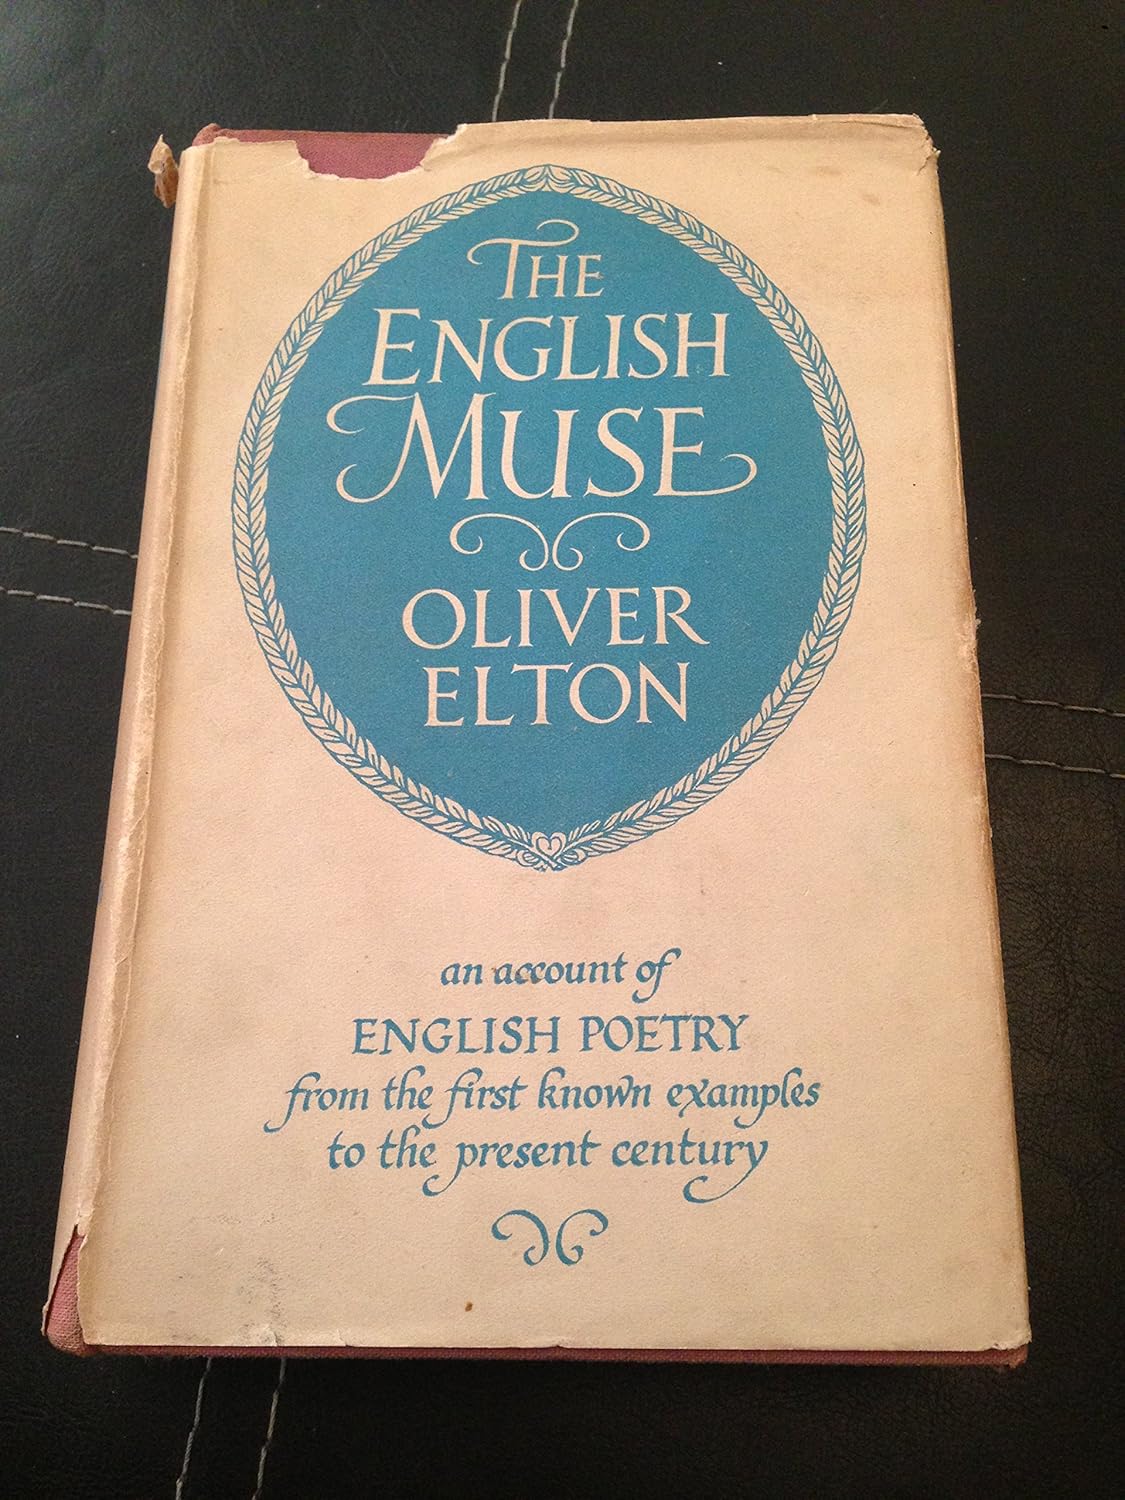 THE
ENGLISH
MUSE
OLIVER
ELTON
an account of
ENGLISH POETRY
from the first known examples
to the present century